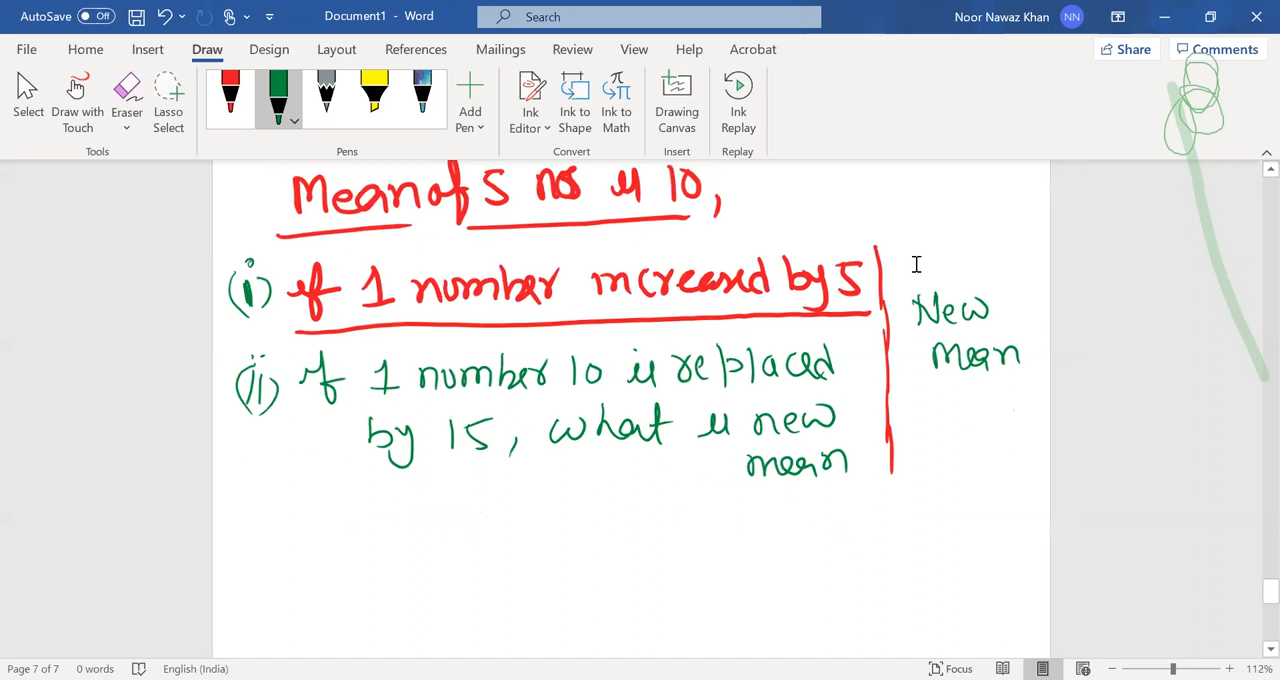 AutoSave Off Document1 - Word Search Noor Nawaz Khan NN
File Home Insert Draw Design Layout References Mailings Review View Help Acrobat Share Comments
Select Draw with Touch Eraser Lasso Select Add Pen Ink Editor Ink to Shape Ink to Math Drawing Canvas Ink Replay
Tools Pens Convert Insert Replay
Mean of 5 nos is 10,
(i) if 1 number increased by 5
New
mean
(ii) if 1 number 10 is replaced
by 15, what is new
mean
Page 7 of 7 0 words English (India) Focus 112%